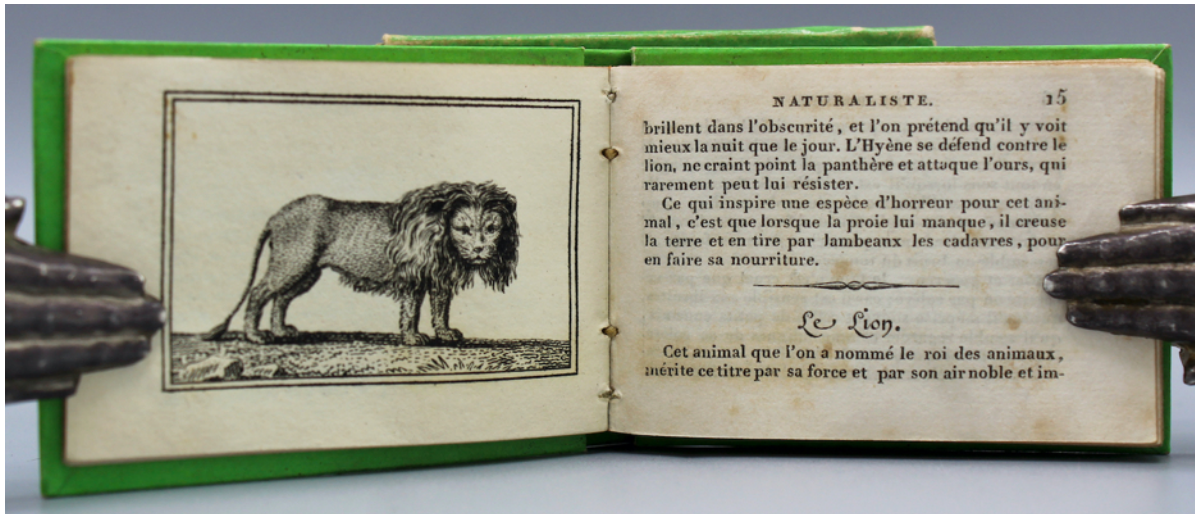 NATURALISTE. 15
brillent dans l'obscurité, et l'on prétend qu'il y voit
mieux la nuit que le jour. L'Hyène se défend contre le
lion, ne craint point la panthère et attaque l'ours, qui
rarement peut lui résister.
Ce qui inspire une espèce d'horreur pour cet ani-
mal, c'est que lorsque la proie lui manque, il creuse
la terre et en tire par lambeaux les cadavres, pour
en faire sa nourriture.
Le Lion.
Cet animal que l'on a nommé le roi des animaux,
mérite ce titre par sa force et par son air noble et im-